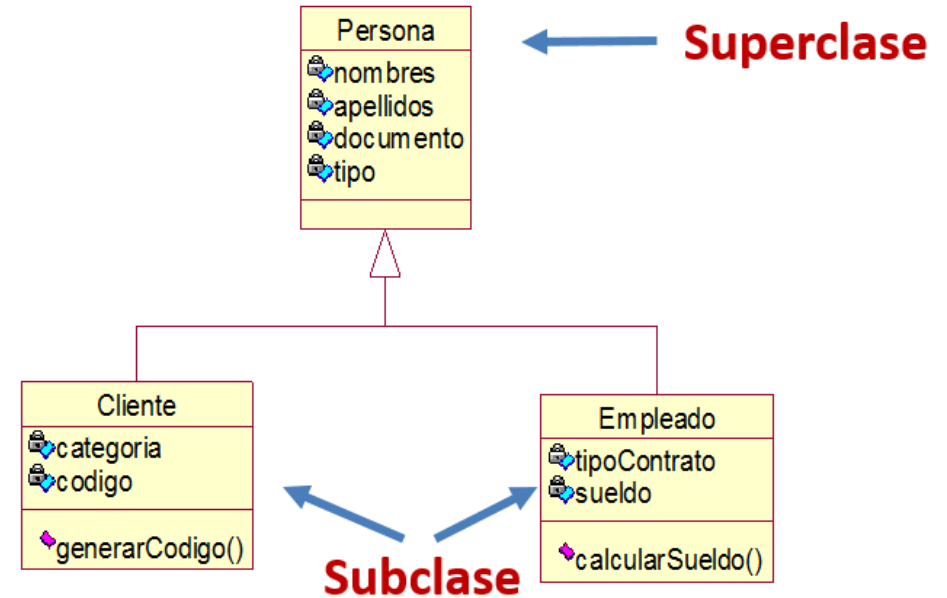 Persona
Superclase
nombres
apellidos
documento
tipo
Cliente
categoria
codigo
generarCodigo()
Empleado
tipoContrato
sueldo
calcularSueldo()
Subclase